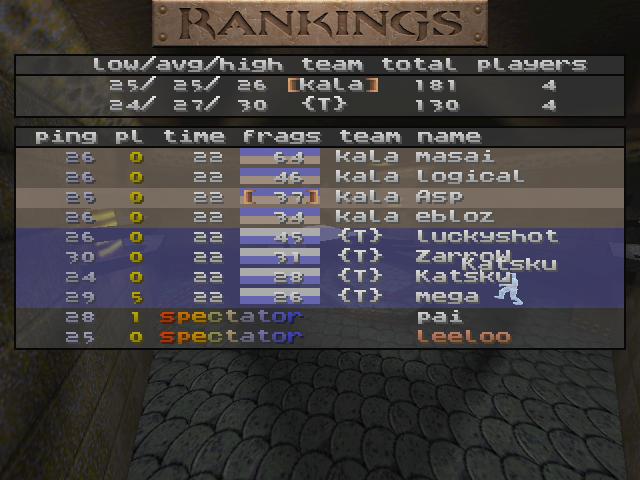 RANKINGS
low/avg/high team total players
25/ 25/ 26 [kala] 181 4
24/ 27/ 30 {T} 130 4
ping pl time frags team name
26 0 22 64 kala masai
26 0 22 46 kala logical
25 0 22 [ 37] kala Asp
26 0 22 34 kala ebloz
26 0 22 45 {T} luckyshot
30 0 22 31 {T} Zarrow
Katsku
24 0 22 28 {T} Katsku
29 5 22 26 {T} mega
28 1 spectator pai
25 0 spectator leeloo